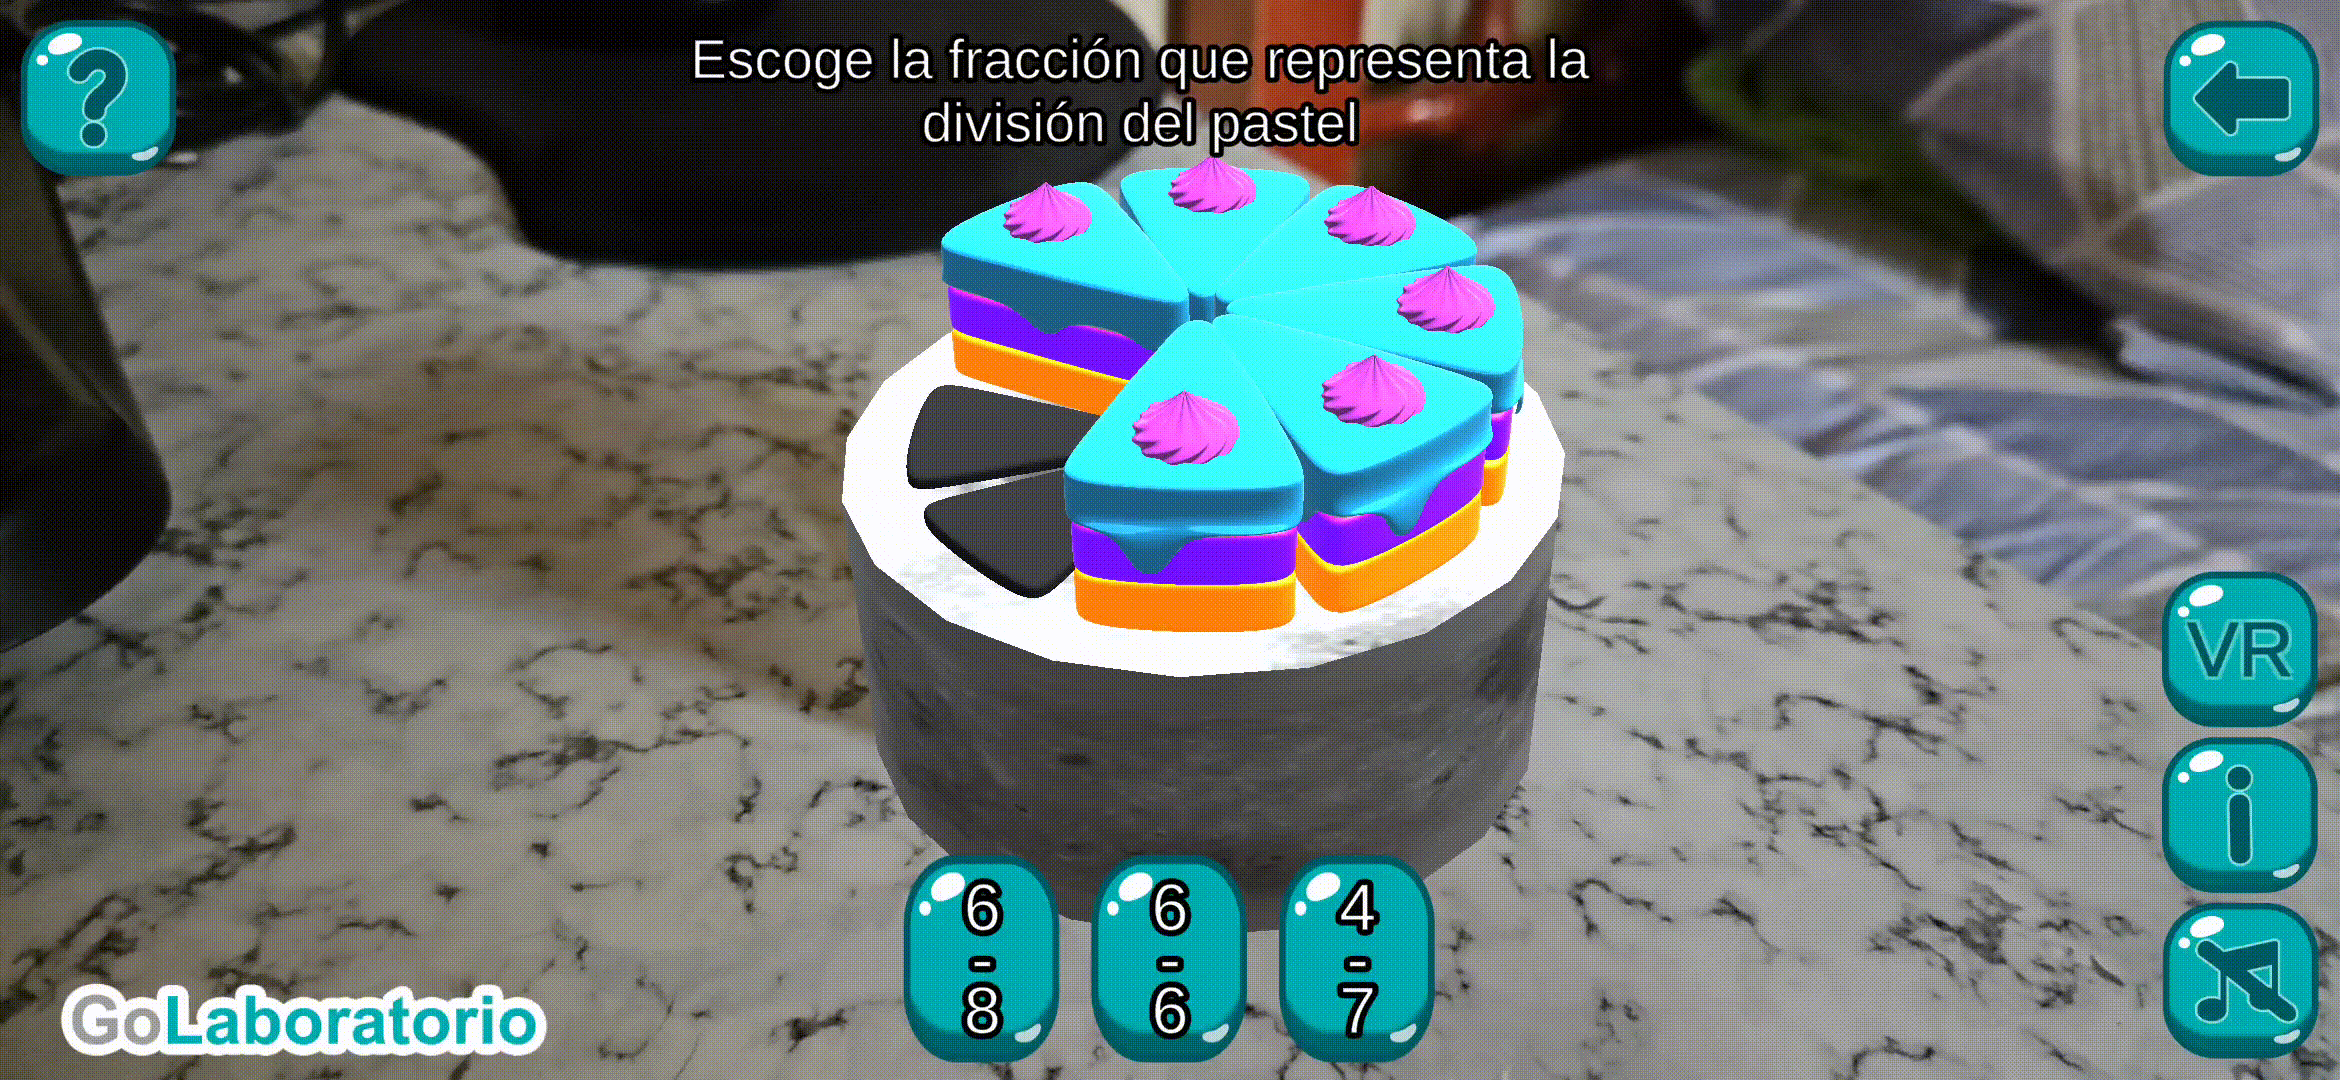 Escoge la fracción que representa la
división del pastel
VR
6
-
8
6
-
6
4
-
7
GoLaboratorio